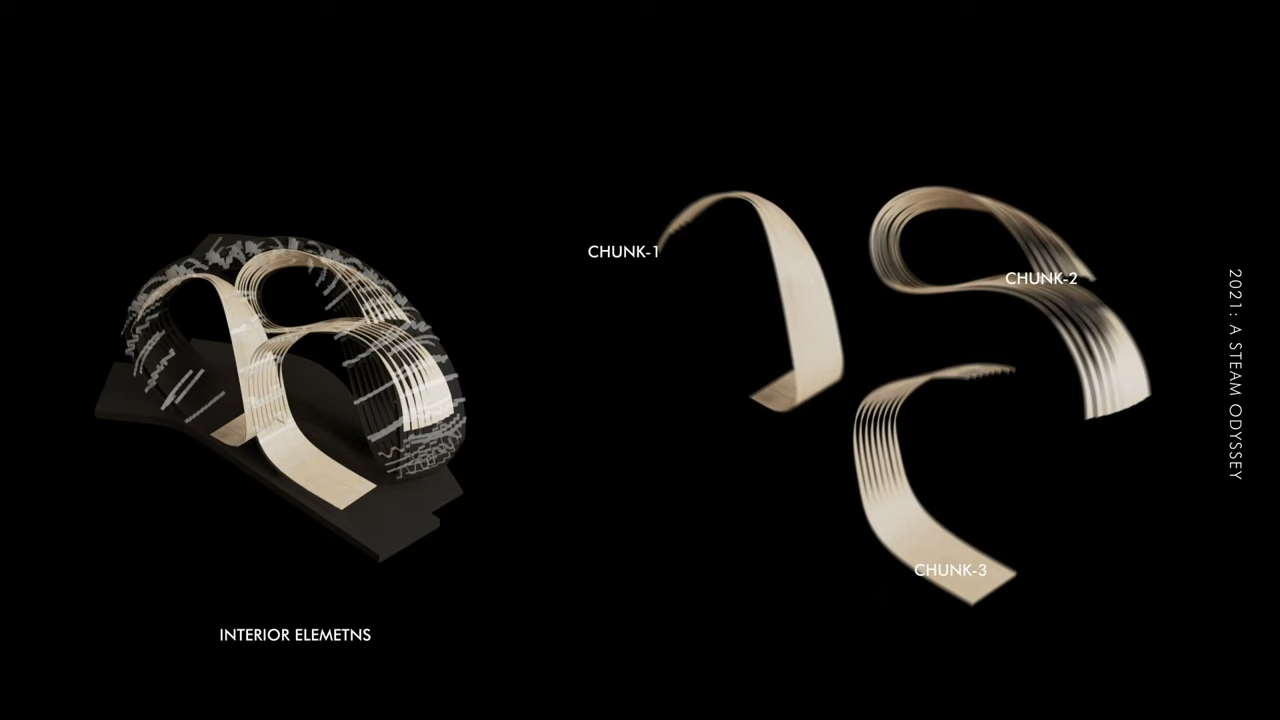 CHUNK-1
CHUNK-2
CHUNK-3
INTERIOR ELEMETNS
2021: A STEAM ODYSSEY